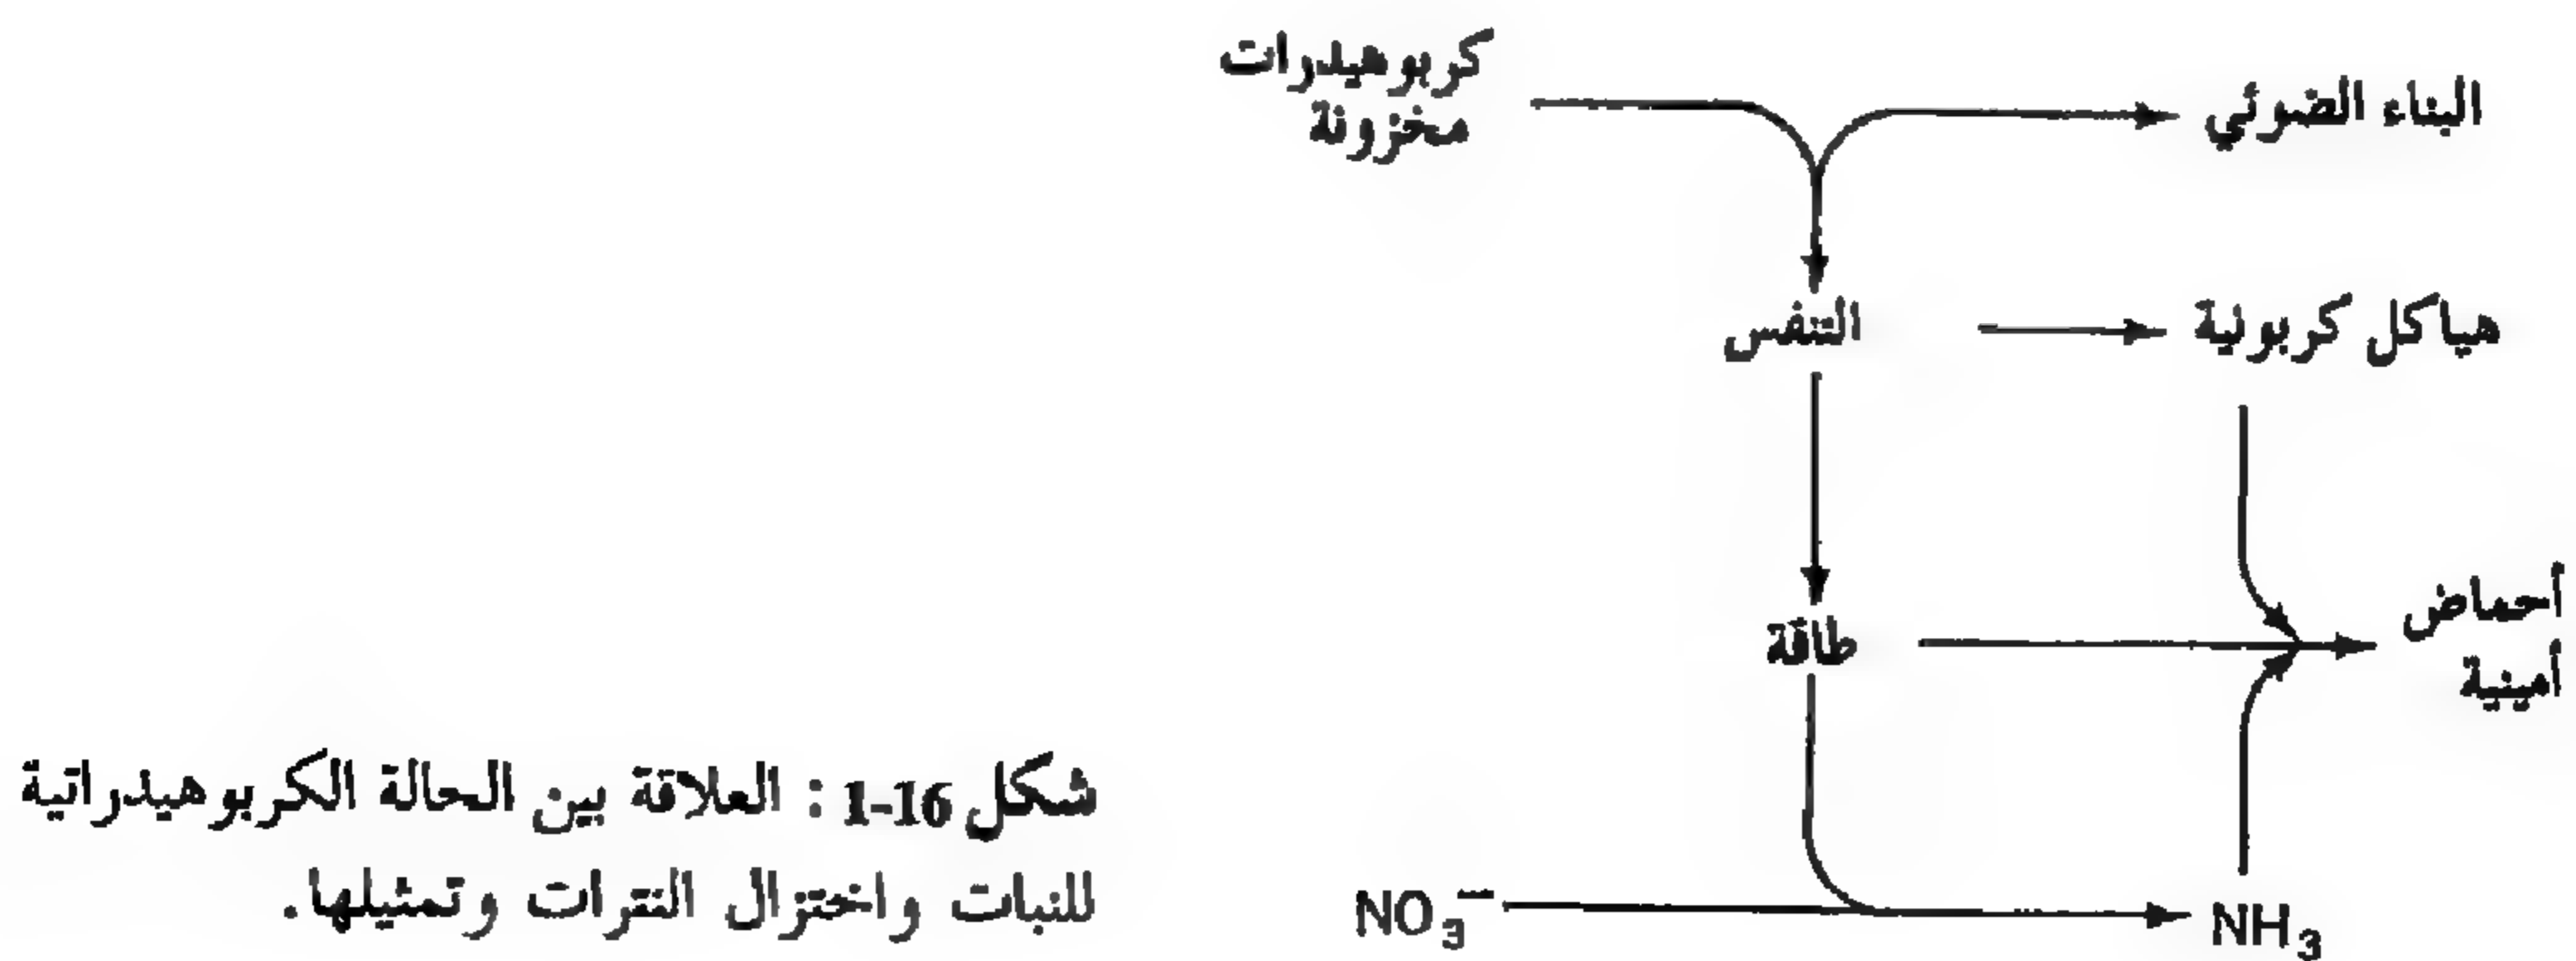 كربوهيدرات
مخزونة
البناء الضوئي
التنفس
هياكل كربونية
طاقة
أحماض
أمينية
NO₃⁻
NH₃
شكل 16-1 : العلاقة بين الحالة الكربوهيدراتية
للنبات واختزال النترات وتمثيلها.